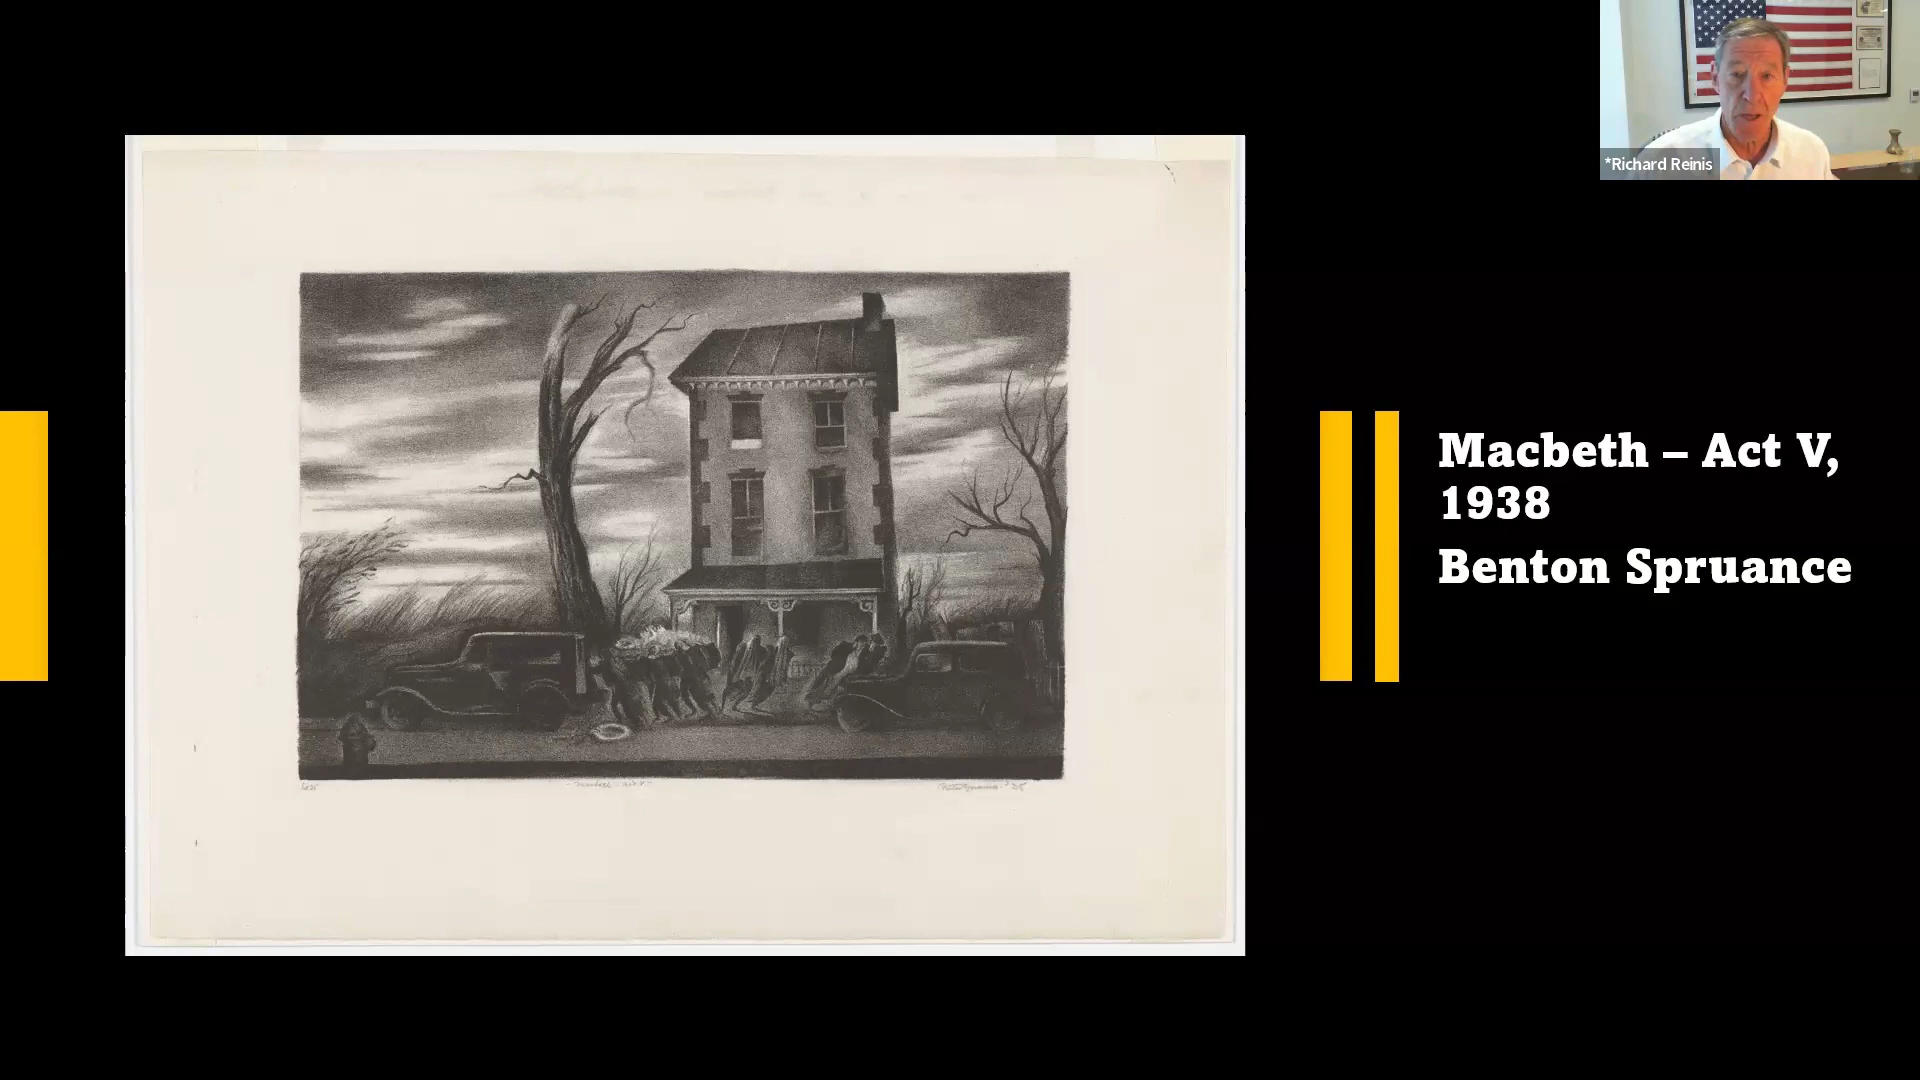 *Richard Reinis
Macbeth – Act V,
1938
Benton Spruance